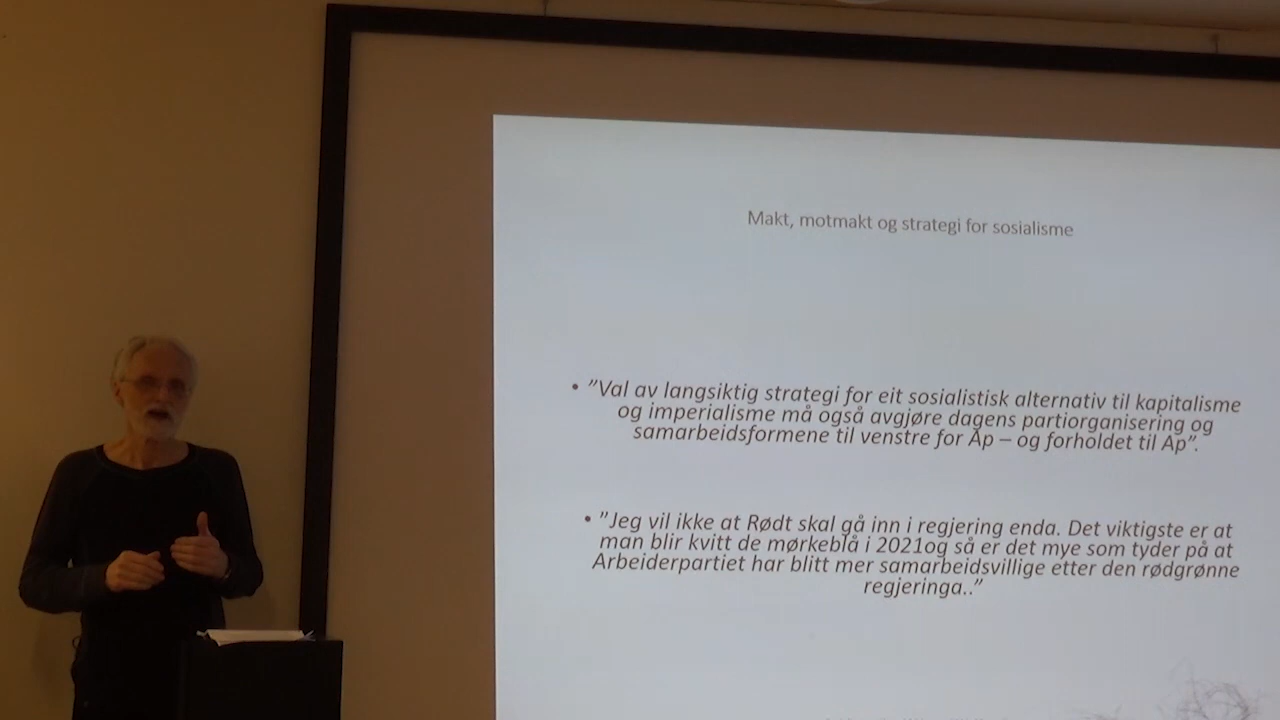 Makt, motmakt og strategi for sosialisme
• ”Val av langsiktig strategi for eit sosialistisk alternativ til kapitalisme
og imperialisme må også avgjøre dagens partiorganisering og
samarbeidsformene til venstre for Ap – og forholdet til Ap”.
• ”Jeg vil ikke at Rødt skal gå inn i regjering enda. Det viktigste er at
man blir kvitt de mørkeblå i 2021og så er det mye som tyder på at
Arbeiderpartiet har blitt mer samarbeidsvillige etter den rødgrønne
regjeringa..”